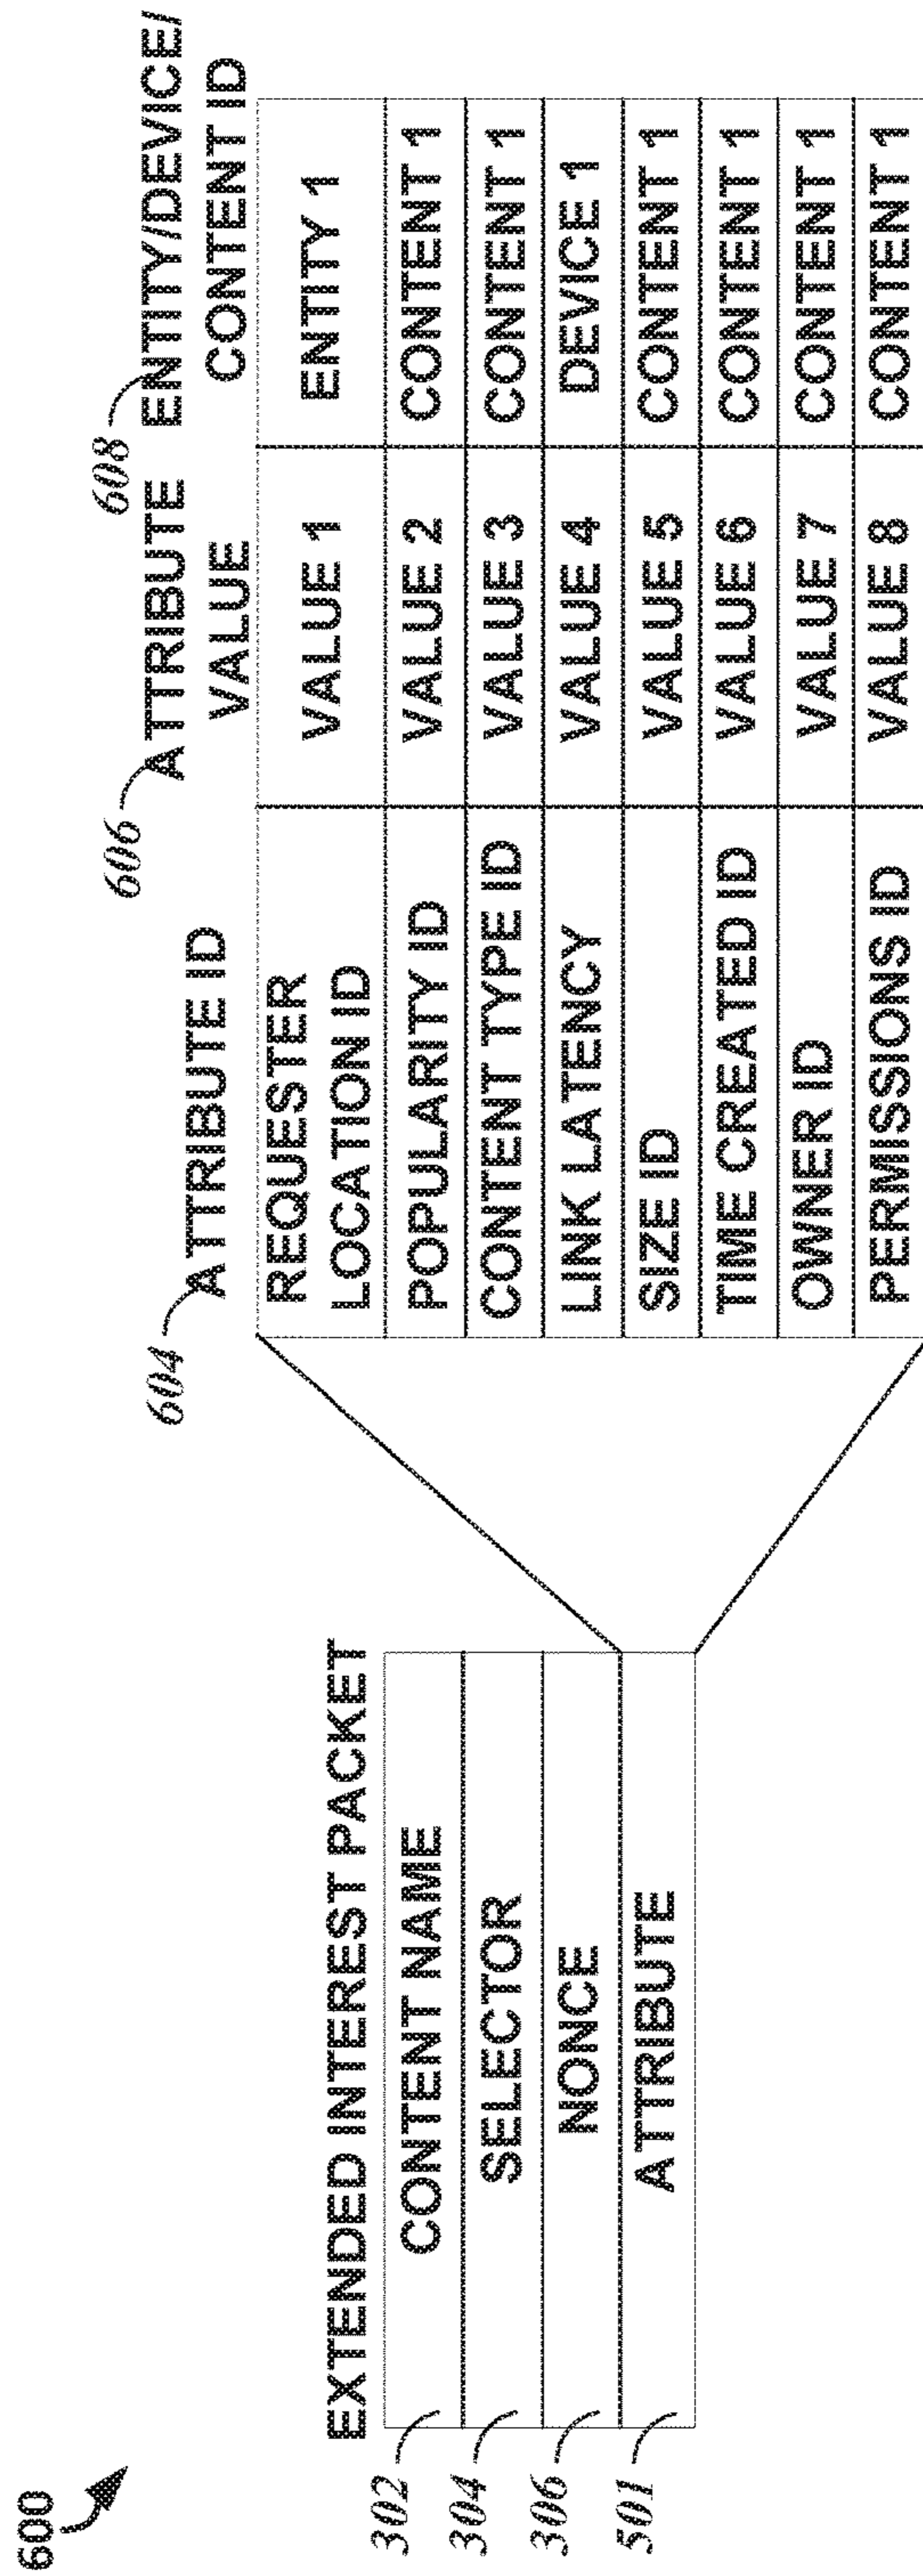 600
EXTENDED INTEREST PACKET
302 CONTENT NAME
304 SELECTOR
306 NONCE
501 ATTRIBUTE
604 606 608
ATTRIBUTE ID ATTRIBUTE VALUE ENTITY/DEVICE/ CONTENT ID
REQUESTER LOCATION ID VALUE 1 ENTITY 1
POPULARITY ID VALUE 2 CONTENT 1
CONTENT TYPE ID VALUE 3 CONTENT 1
LINK LATENCY VALUE 4 DEVICE 1
SIZE ID VALUE 5 CONTENT 1
TIME CREATED ID VALUE 6 CONTENT 1
OWNER ID VALUE 7 CONTENT 1
PERMISSIONS ID VALUE 8 CONTENT 1